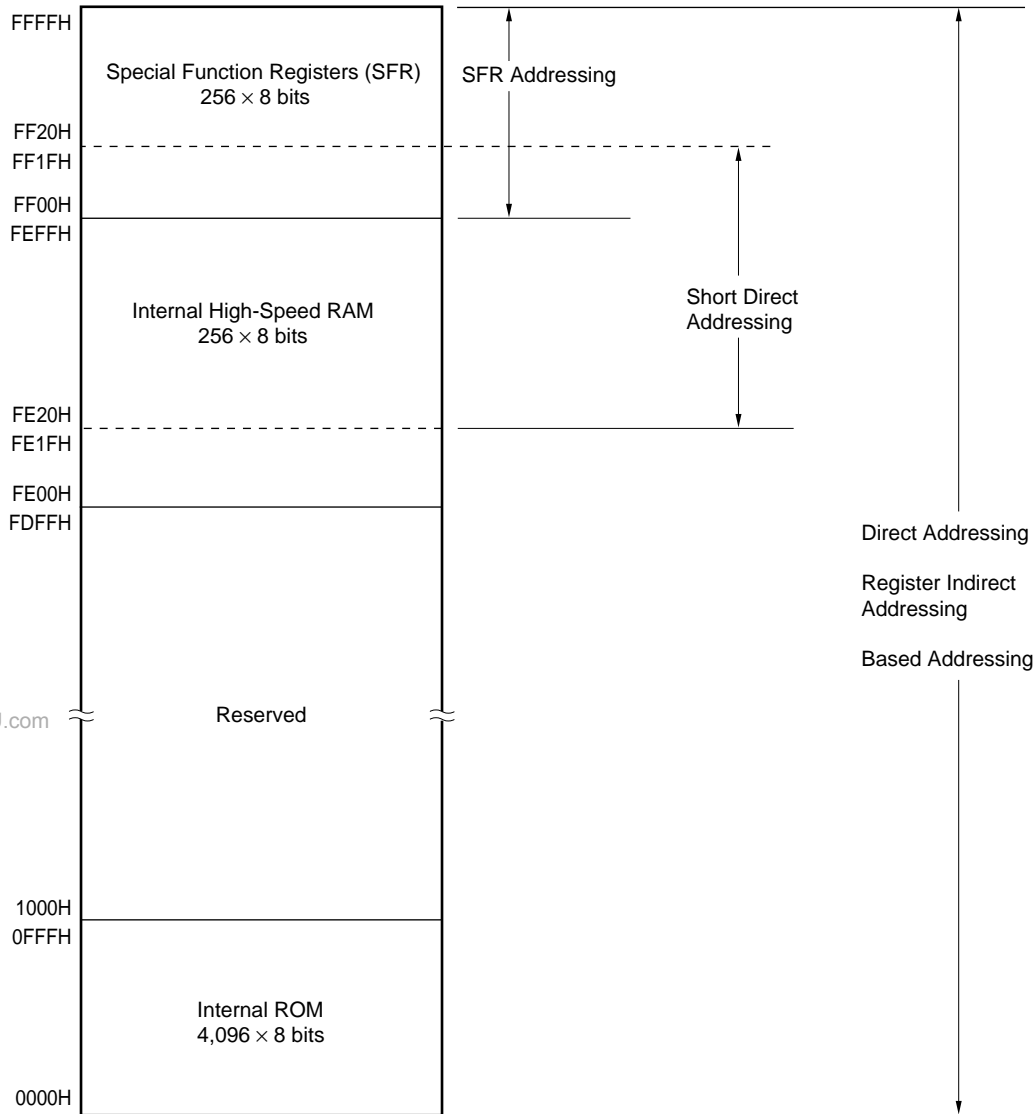 FFFFH
Special Function Registers (SFR)
256 × 8 bits
SFR Addressing
FF20H
FF1FH
FF00H
FEFFH
Internal High-Speed RAM
256 × 8 bits
Short Direct
Addressing
FE20H
FE1FH
FE00H
FDFFH
Direct Addressing
Register Indirect
Addressing
Based Addressing
Reserved
.com
1000H
0FFFH
Internal ROM
4,096 × 8 bits
0000H